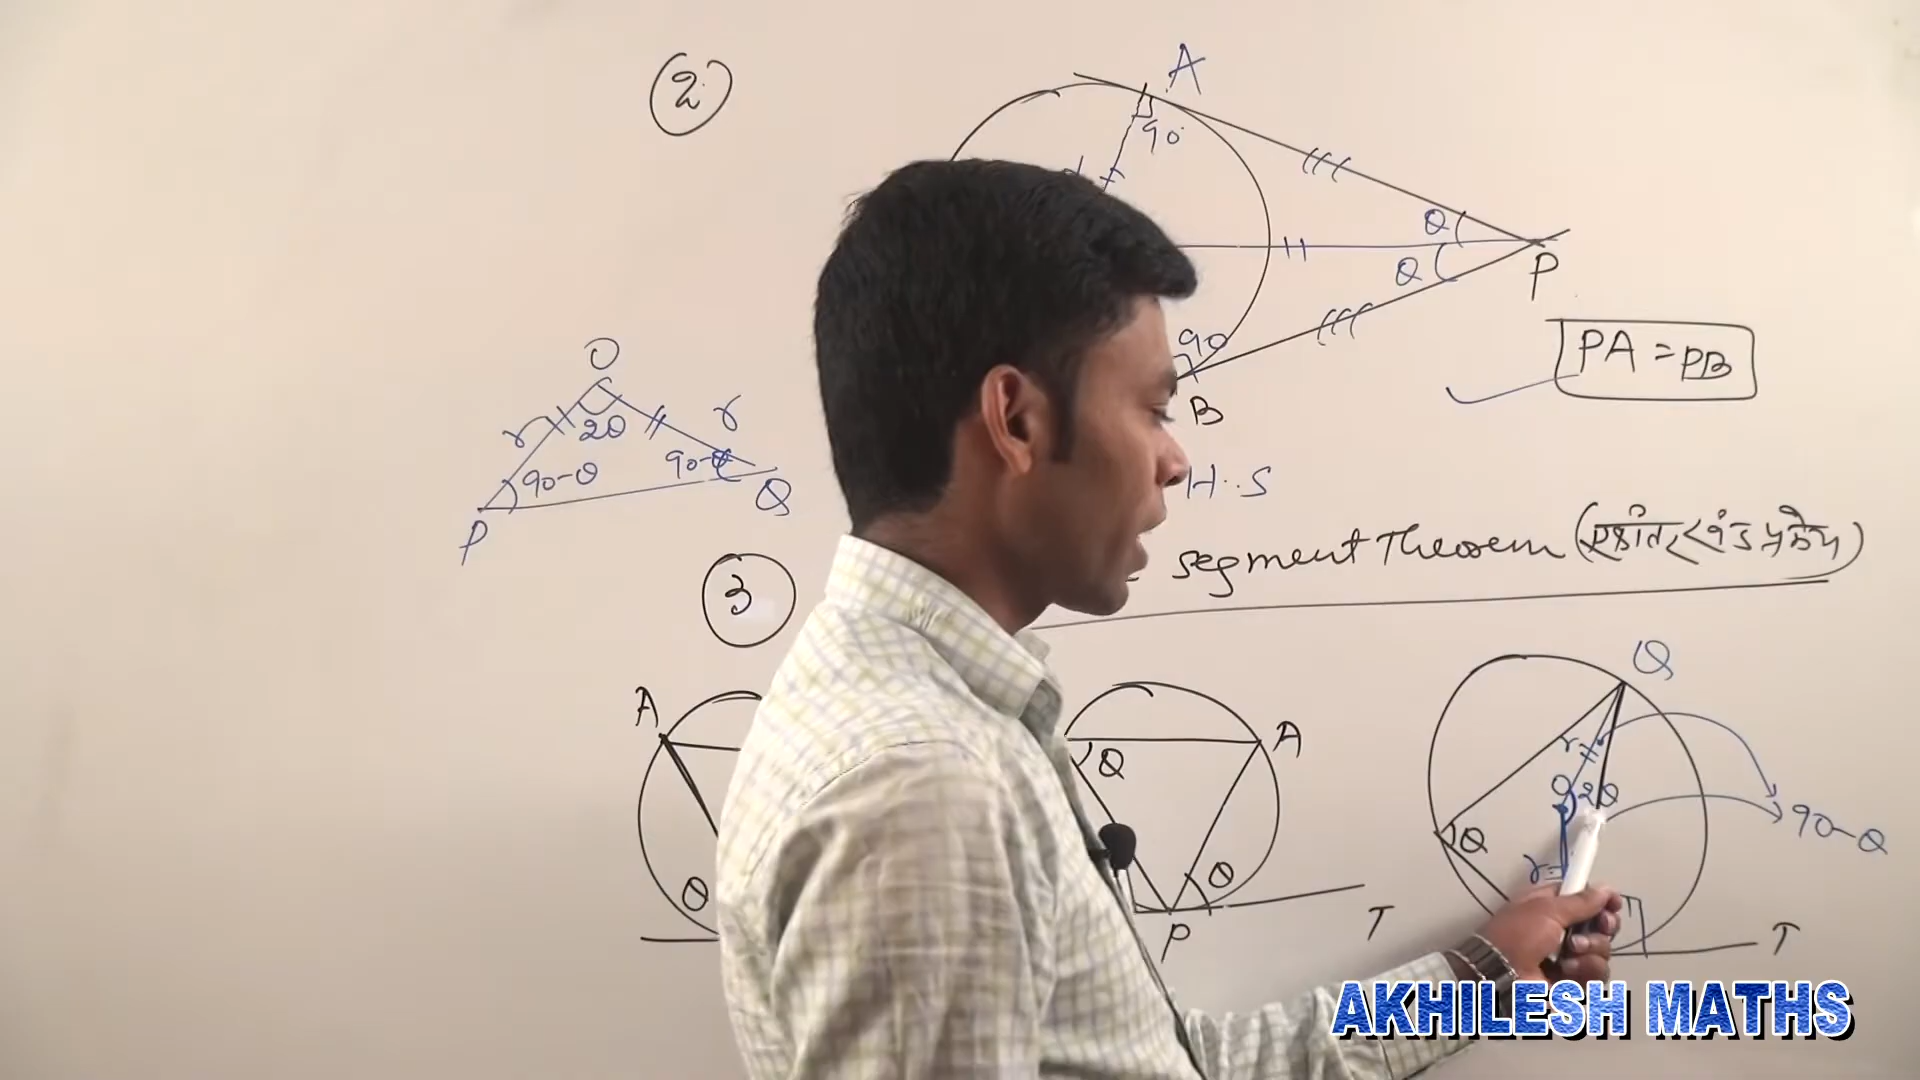 2
A
90
θ
θ
P
90
PA = PB
B
O
r
2θ
r
90-θ
90-
P
Q
H..S
segment Theorem (एकांतर खंड प्रमेय)
3
A
θ
A
θ
θ
P
T
Q
r
O 2θ
90-θ
θ
r
T
AKHILESH MATHS